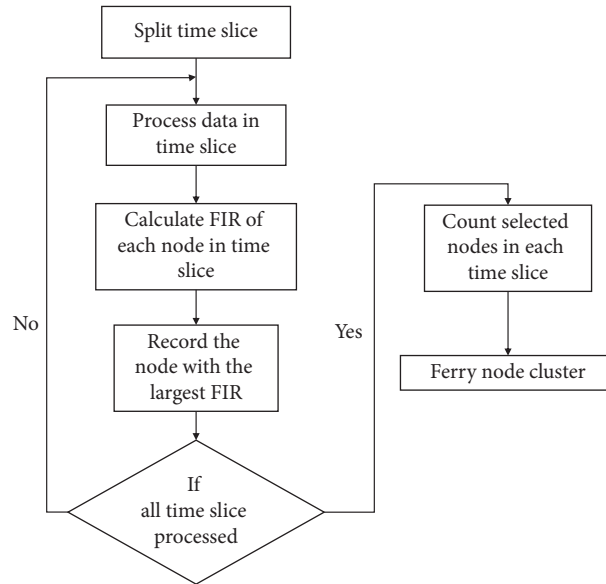 Split time slice
Process data in
time slice
Calculate FIR of
each node in time
slice
Record the
node with the
largest FIR
If
all time slice
processed
No
Yes
Count selected
nodes in each
time slice
Ferry node cluster